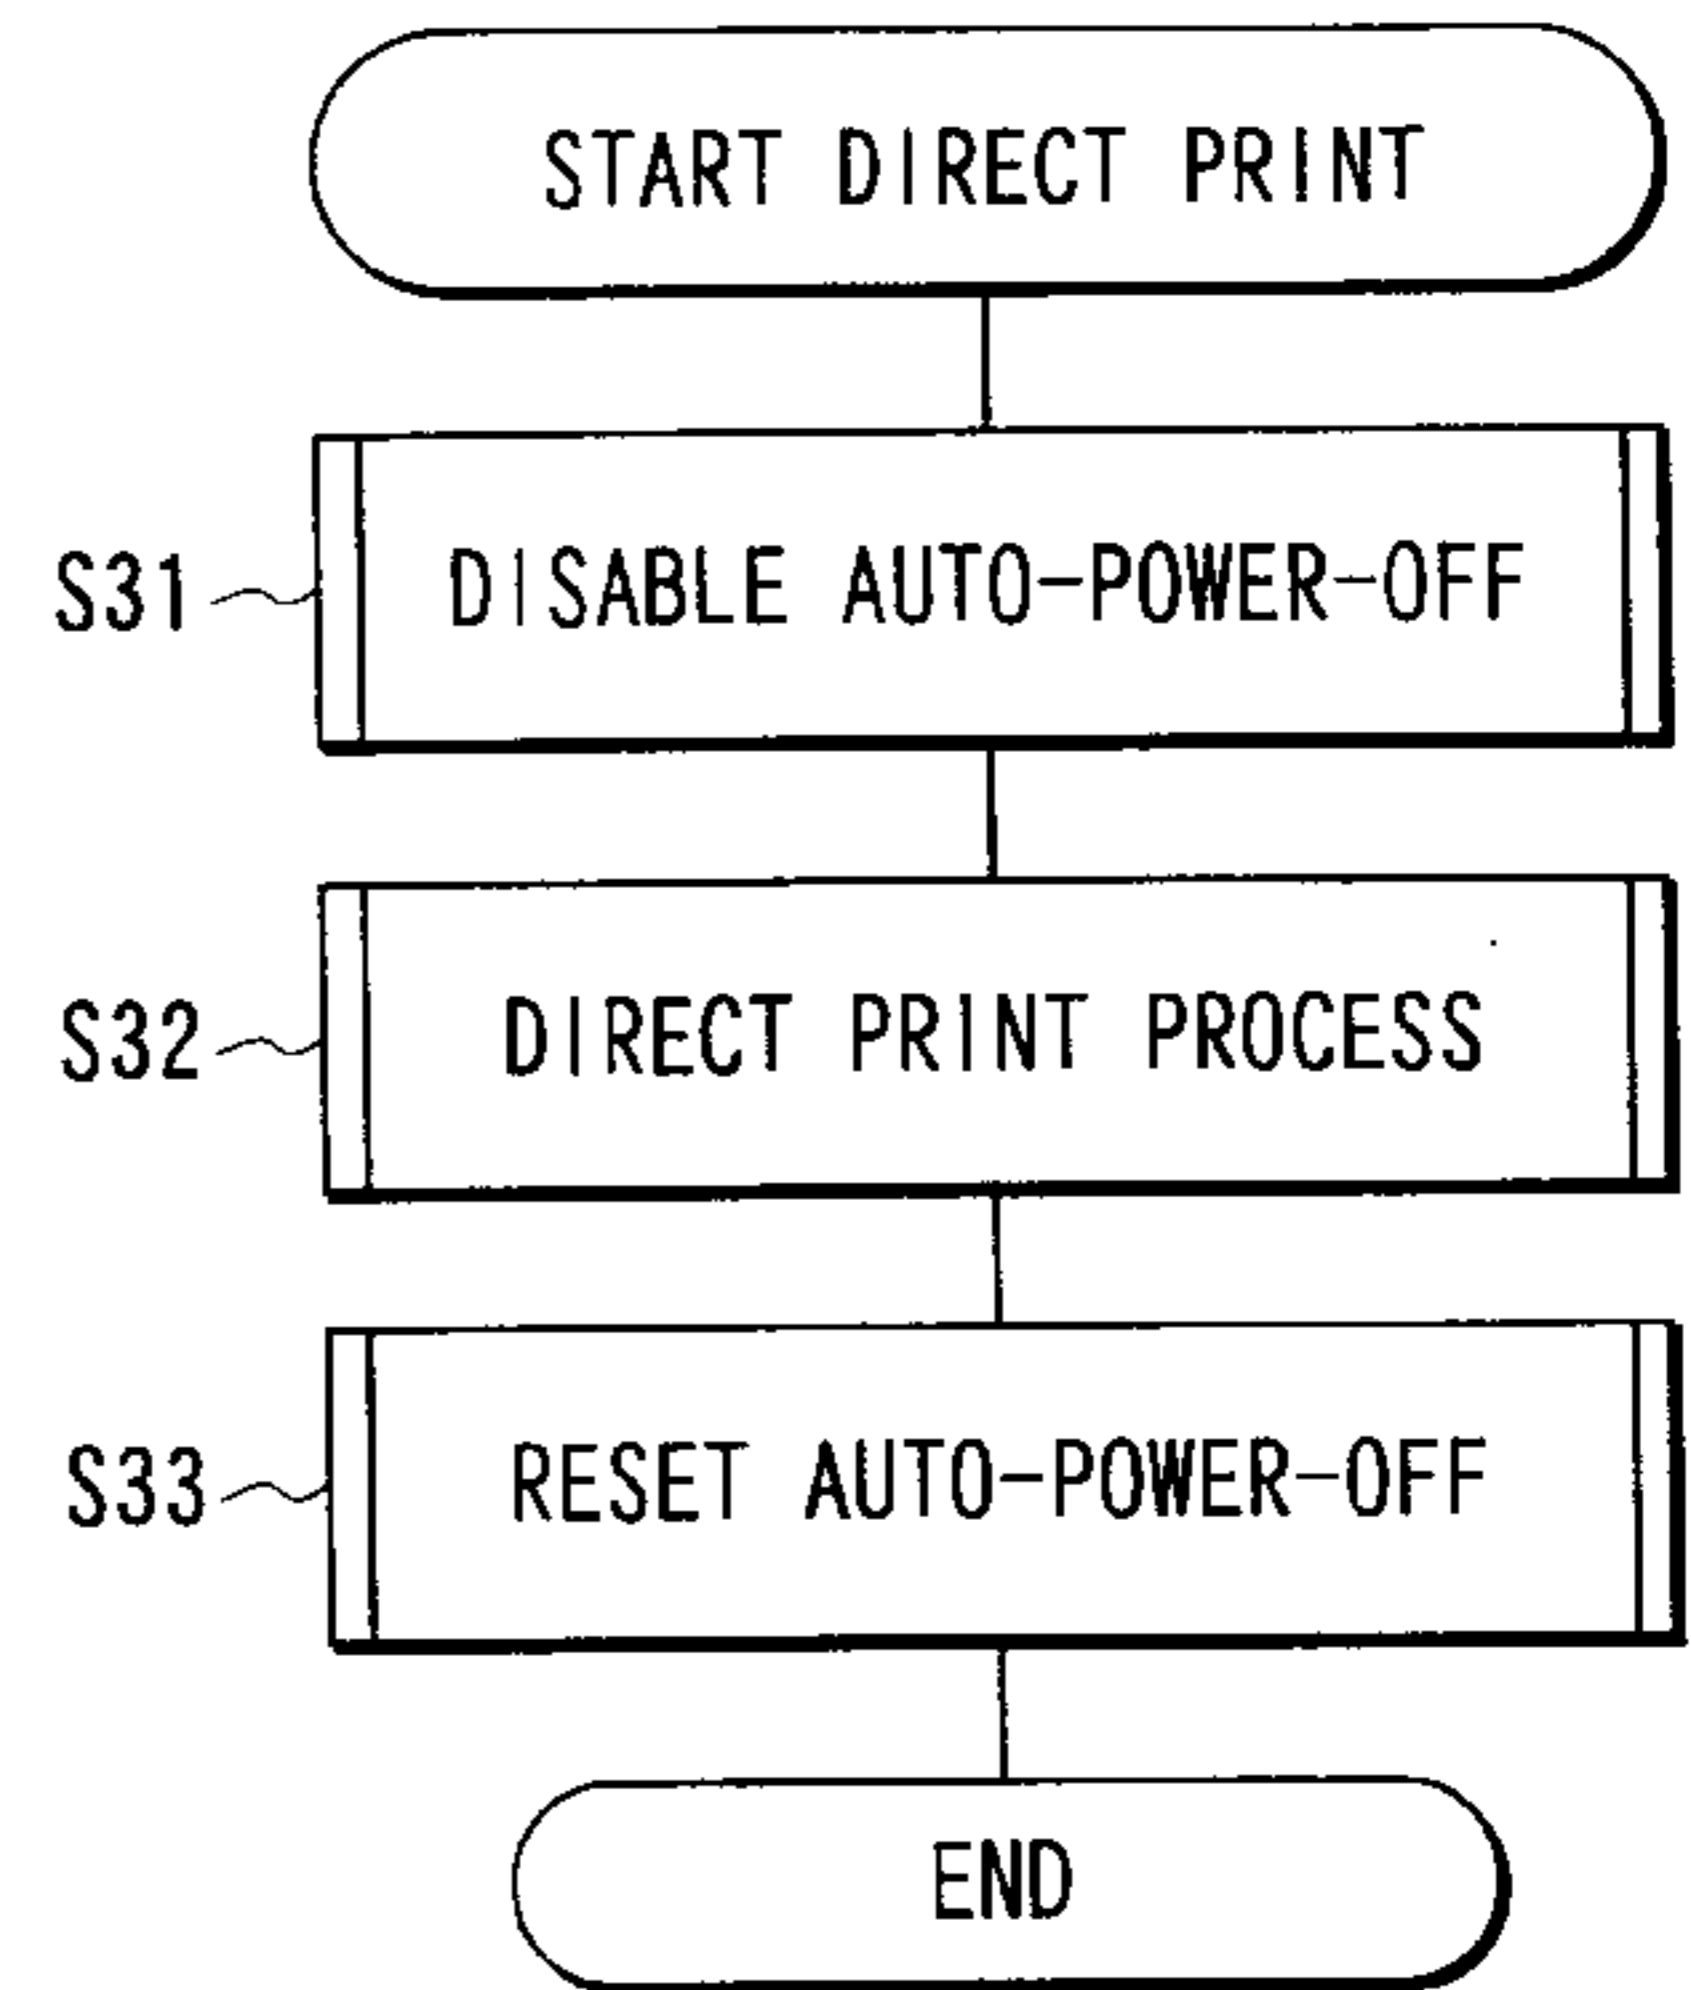 START DIRECT PRINT
S31
DISABLE AUTO-POWER-OFF
S32
DIRECT PRINT PROCESS
S33
RESET AUTO-POWER-OFF
END